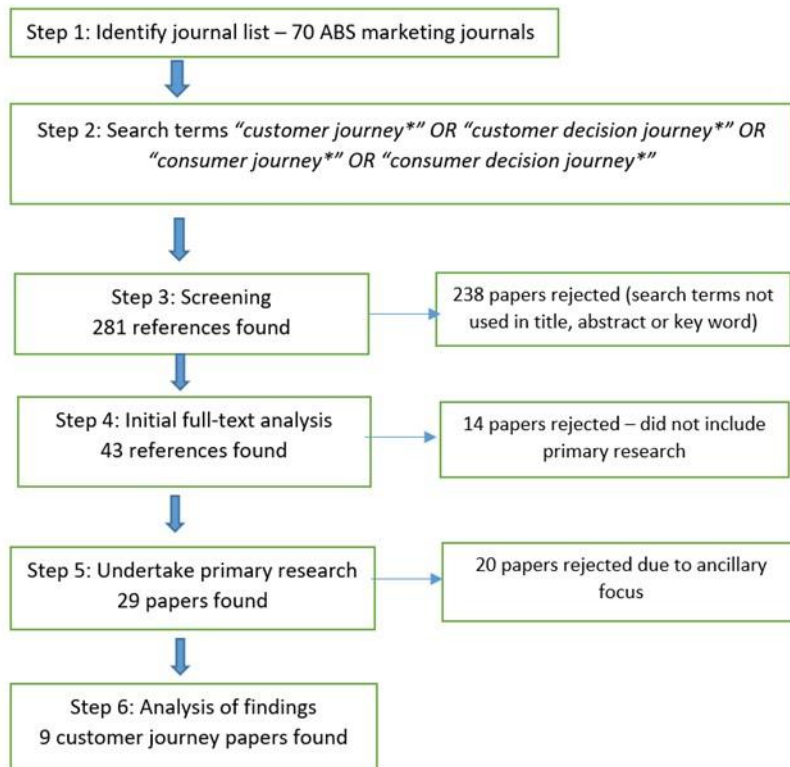 Step 1: Identify journal list – 70 ABS marketing journals
Step 2: Search terms “customer journey*” OR “customer decision journey*” OR
“consumer journey*” OR “consumer decision journey*”
Step 3: Screening
281 references found
238 papers rejected (search terms not
used in title, abstract or key word)
Step 4: Initial full-text analysis
43 references found
14 papers rejected – did not include
primary research
Step 5: Undertake primary research
29 papers found
20 papers rejected due to ancillary
focus
Step 6: Analysis of findings
9 customer journey papers found